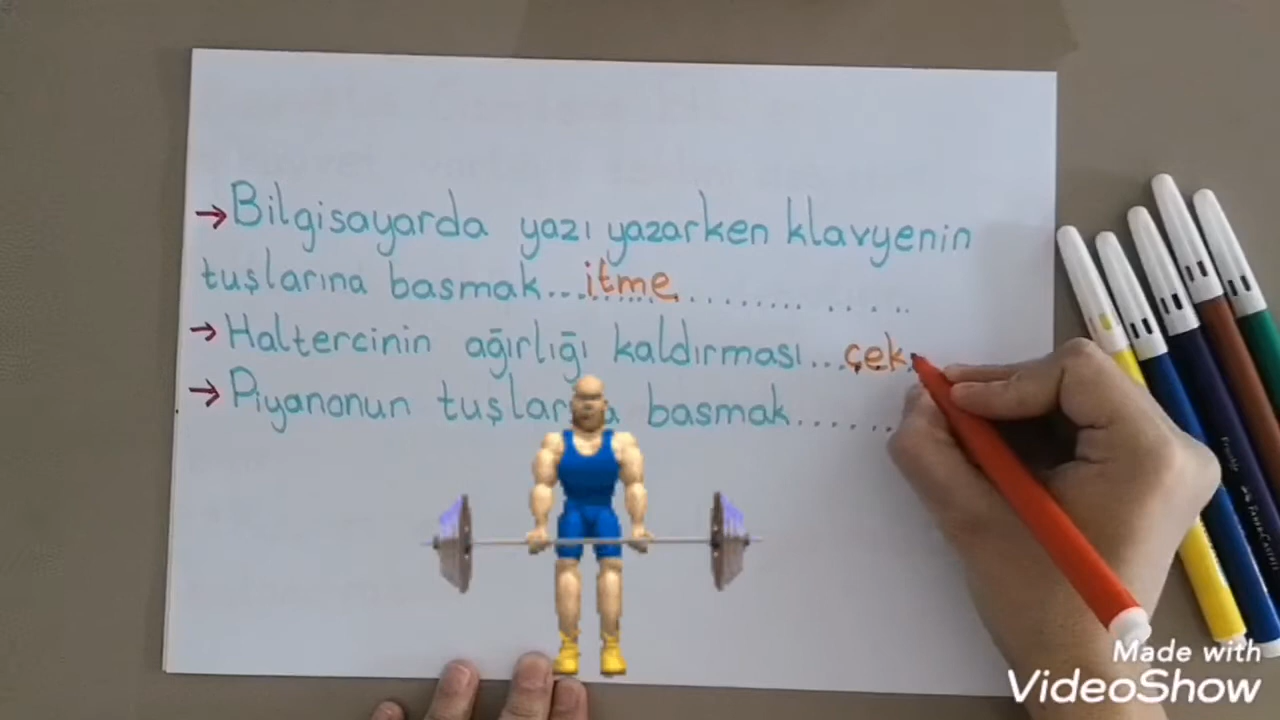 → Bilgisayarda yazı yazarken klavyenin
tuşlarına basmak...itme..............
→ Haltercinin ağırlığı kaldırması...çek
→ Piyanonun tuşlarına basmak......
Made with
VideoShow